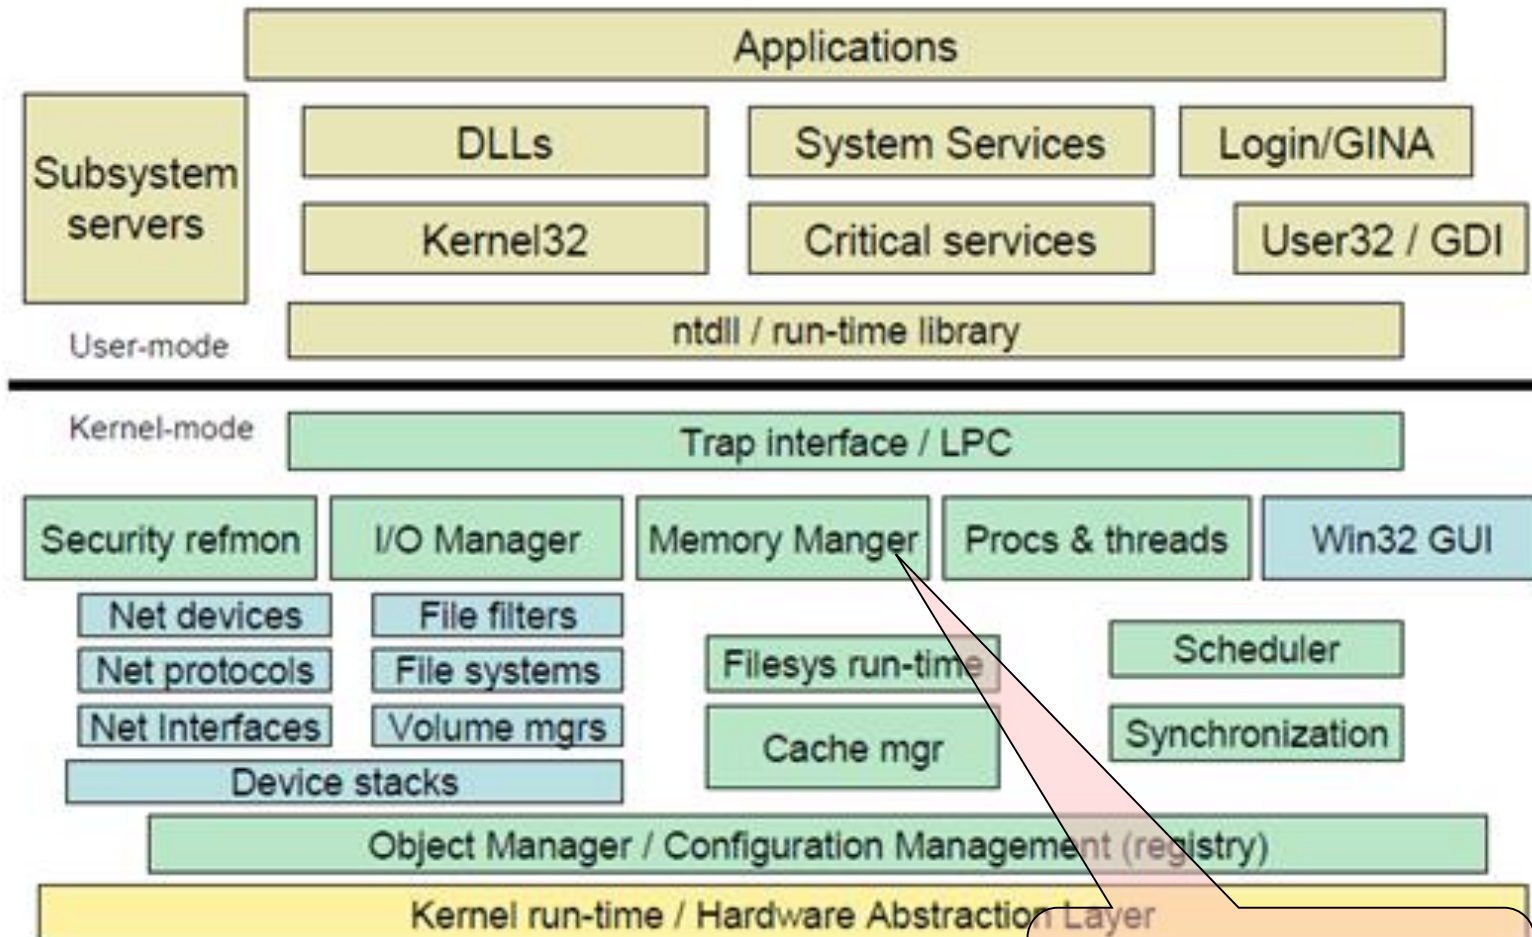 Applications
Subsystem
servers
DLLs
System Services
Login/GINA
Kernel32
Critical services
User32 / GDI
User-mode
ntdll / run-time library
Kernel-mode
Trap interface / LPC
Security refmon
I/O Manager
Memory Manger
Procs & threads
Win32 GUI
Net devices
File filters
Net protocols
File systems
Filesys run-time
Scheduler
Net Interfaces
Volume mgrs
Cache mgr
Synchronization
Device stacks
Object Manager / Configuration Management (registry)
Kernel run-time / Hardware Abstraction Layer